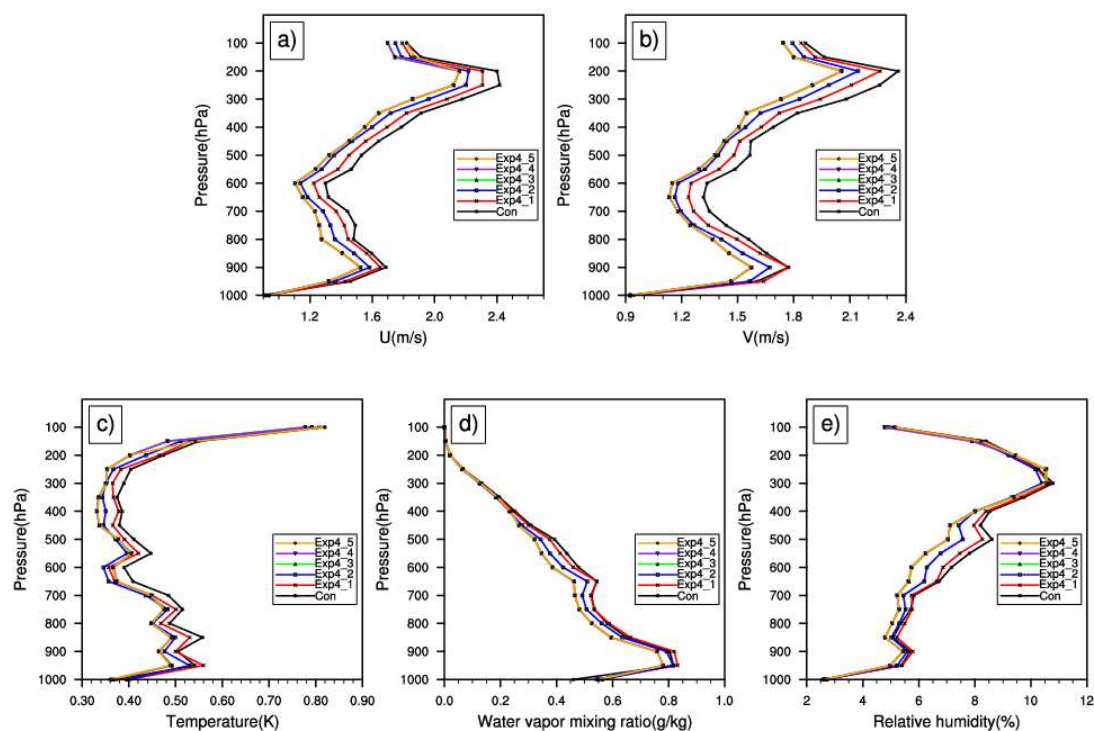 a)
100
200
300
400
500
600
700
800
900
1000
Pressure(hPa)
Exp4_5
Exp4_4
Exp4_3
Exp4_2
Exp4_1
Con
1.2 1.6 2.0 2.4
U(m/s)
b)
100
200
300
400
500
600
700
800
900
1000
Pressure(hPa)
Exp4_5
Exp4_4
Exp4_3
Exp4_2
Exp4_1
Con
0.9 1.2 1.5 1.8 2.1 2.4
V(m/s)
c)
100
200
300
400
500
600
700
800
900
1000
Pressure(hPa)
Exp4_5
Exp4_4
Exp4_3
Exp4_2
Exp4_1
Con
0.30 0.40 0.50 0.60 0.70 0.80 0.90
Temperature(K)
d)
100
200
300
400
500
600
700
800
900
1000
Pressure(hPa)
Exp4_5
Exp4_4
Exp4_3
Exp4_2
Exp4_1
Con
0.0 0.2 0.4 0.6 0.8 1.0
Water vapor mixing ratio(g/kg)
e)
100
200
300
400
500
600
700
800
900
1000
Pressure(hPa)
Exp4_5
Exp4_4
Exp4_3
Exp4_2
Exp4_1
Con
2 4 6 8 10 12
Relative humidity(%)